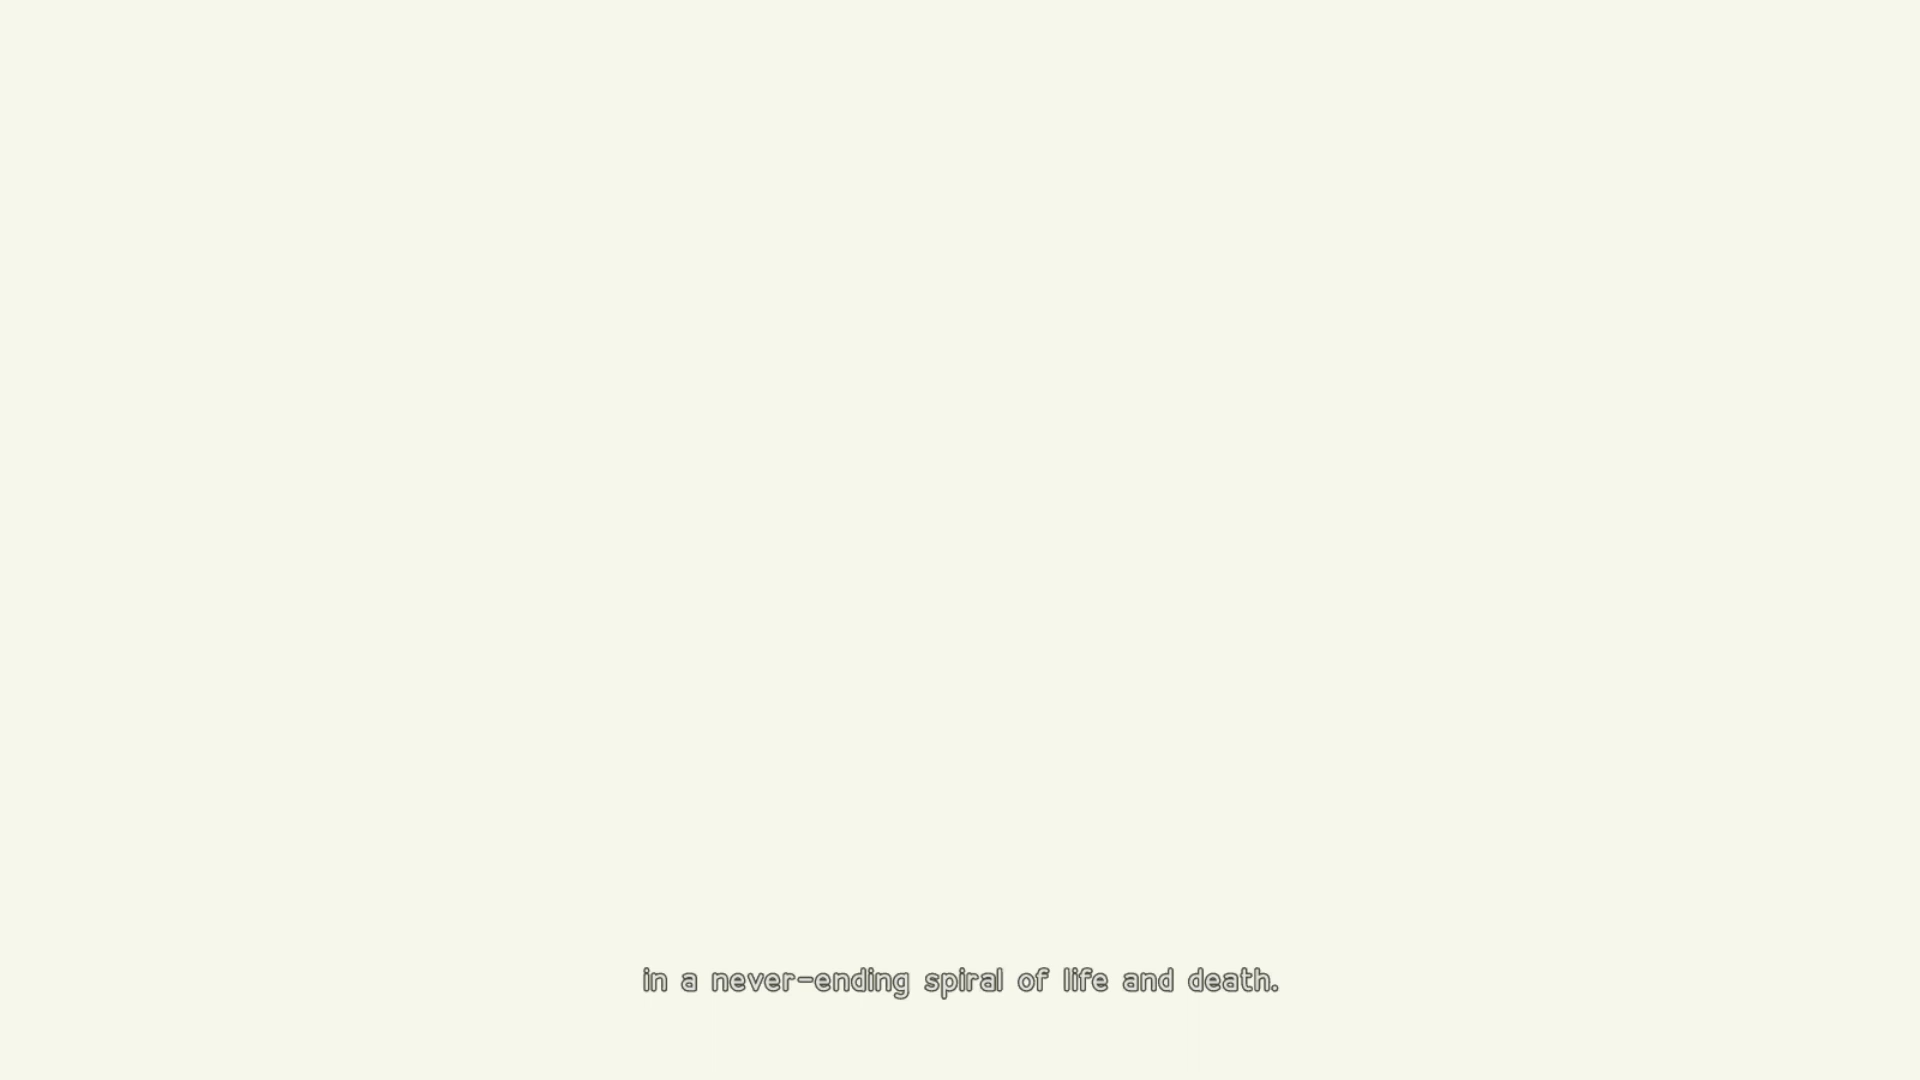 in a never-ending spiral of life and death.